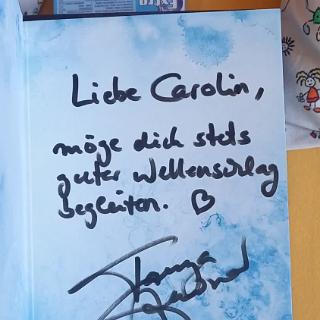 Liebe Carolin,
möge dich stets
guter Wellenschlag
begleiten. ♡